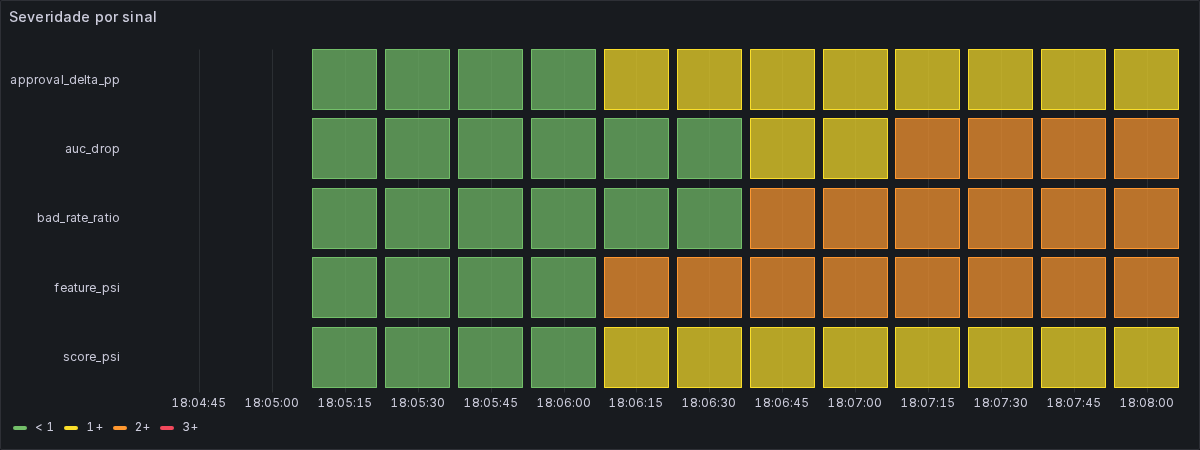 Severidade por sinal
approval_delta_pp
auc_drop
bad_rate_ratio
feature_psi
score_psi
18:04:45 18:05:00 18:05:15 18:05:30 18:05:45 18:06:00 18:06:15 18:06:30 18:06:45 18:07:00 18:07:15 18:07:30 18:07:45 18:08:00
< 1 1+ 2+ 3+